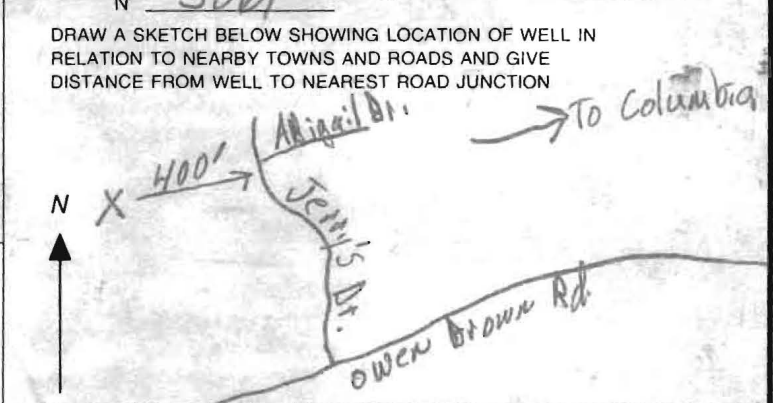 N
DRAW A SKETCH BELOW SHOWING LOCATION OF WELL IN
RELATION TO NEARBY TOWNS AND ROADS AND GIVE
DISTANCE FROM WELL TO NEAREST ROAD JUNCTION
Abigail Dr.
To Columbia
X 400'
N
Jerry's Dr.
Owen Brown Rd.